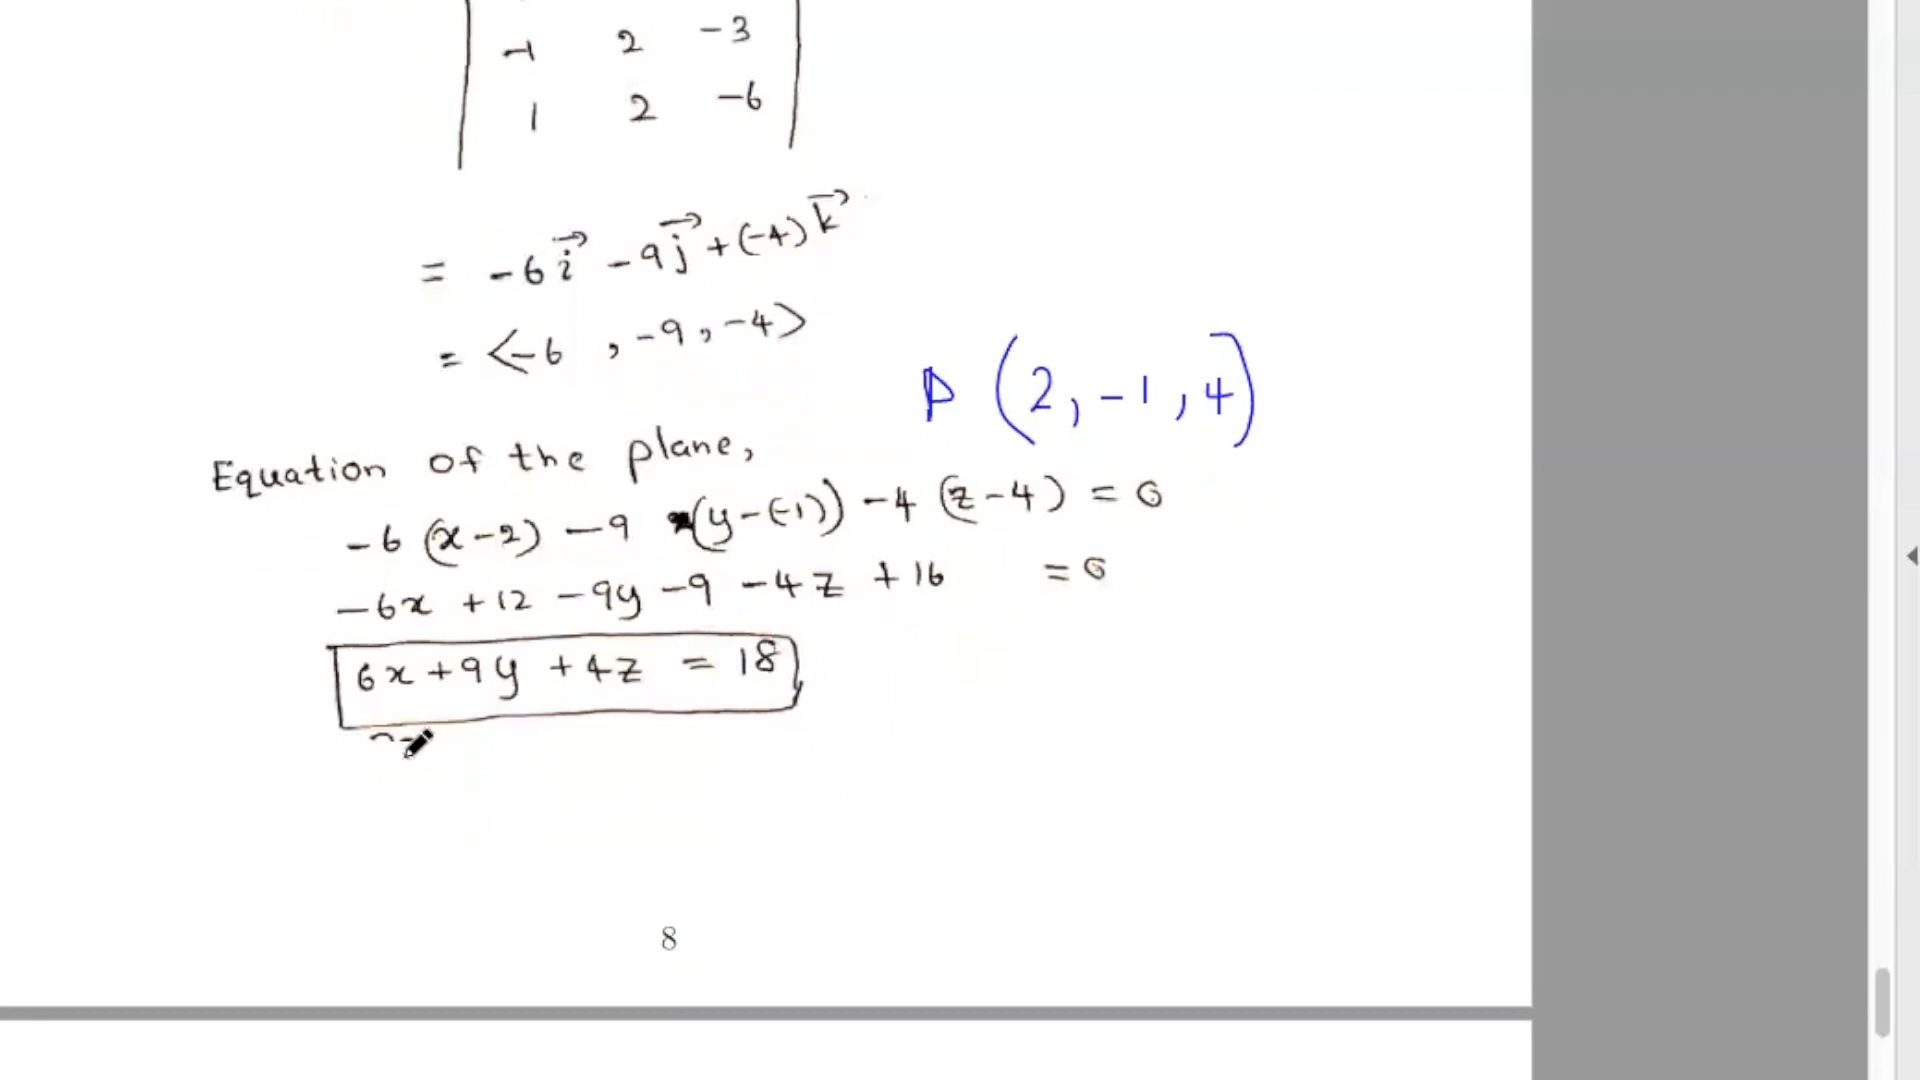 -1 2 -3
1 2 -6
= -6i⃗ -9j⃗ +(-4)k⃗
= <-6 , -9, -4>
P (2, -1, 4)
Equation of the plane,
-6 (x-2) -9 (y-(-1)) -4 (z-4) = 0
-6x +12 -9y -9 -4z +16 = 0
6x+9y +4z = 18
8